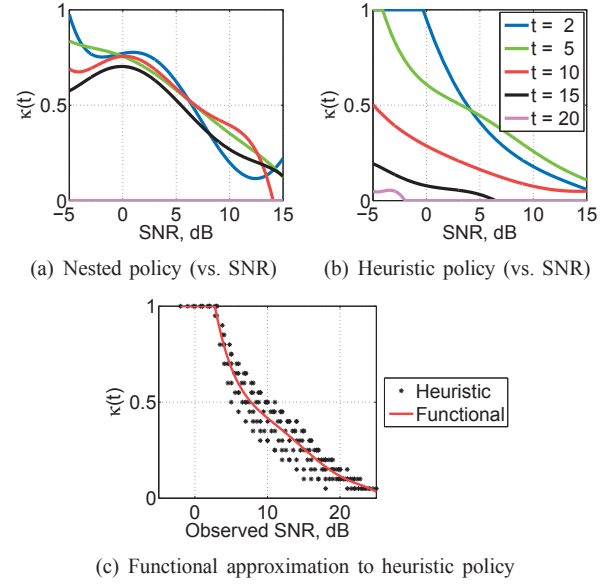 1
0.5
0
κ(t)
−5 0 5 10 15
SNR, dB
(a) Nested policy (vs. SNR)
1
0.5
0
κ(t)
−5 0 5 10 15
SNR, dB
t = 2
t = 5
t = 10
t = 15
t = 20
(b) Heuristic policy (vs. SNR)
1
0.5
0
κ(t)
0 10 20
Observed SNR, dB
Heuristic
Functional
(c) Functional approximation to heuristic policy